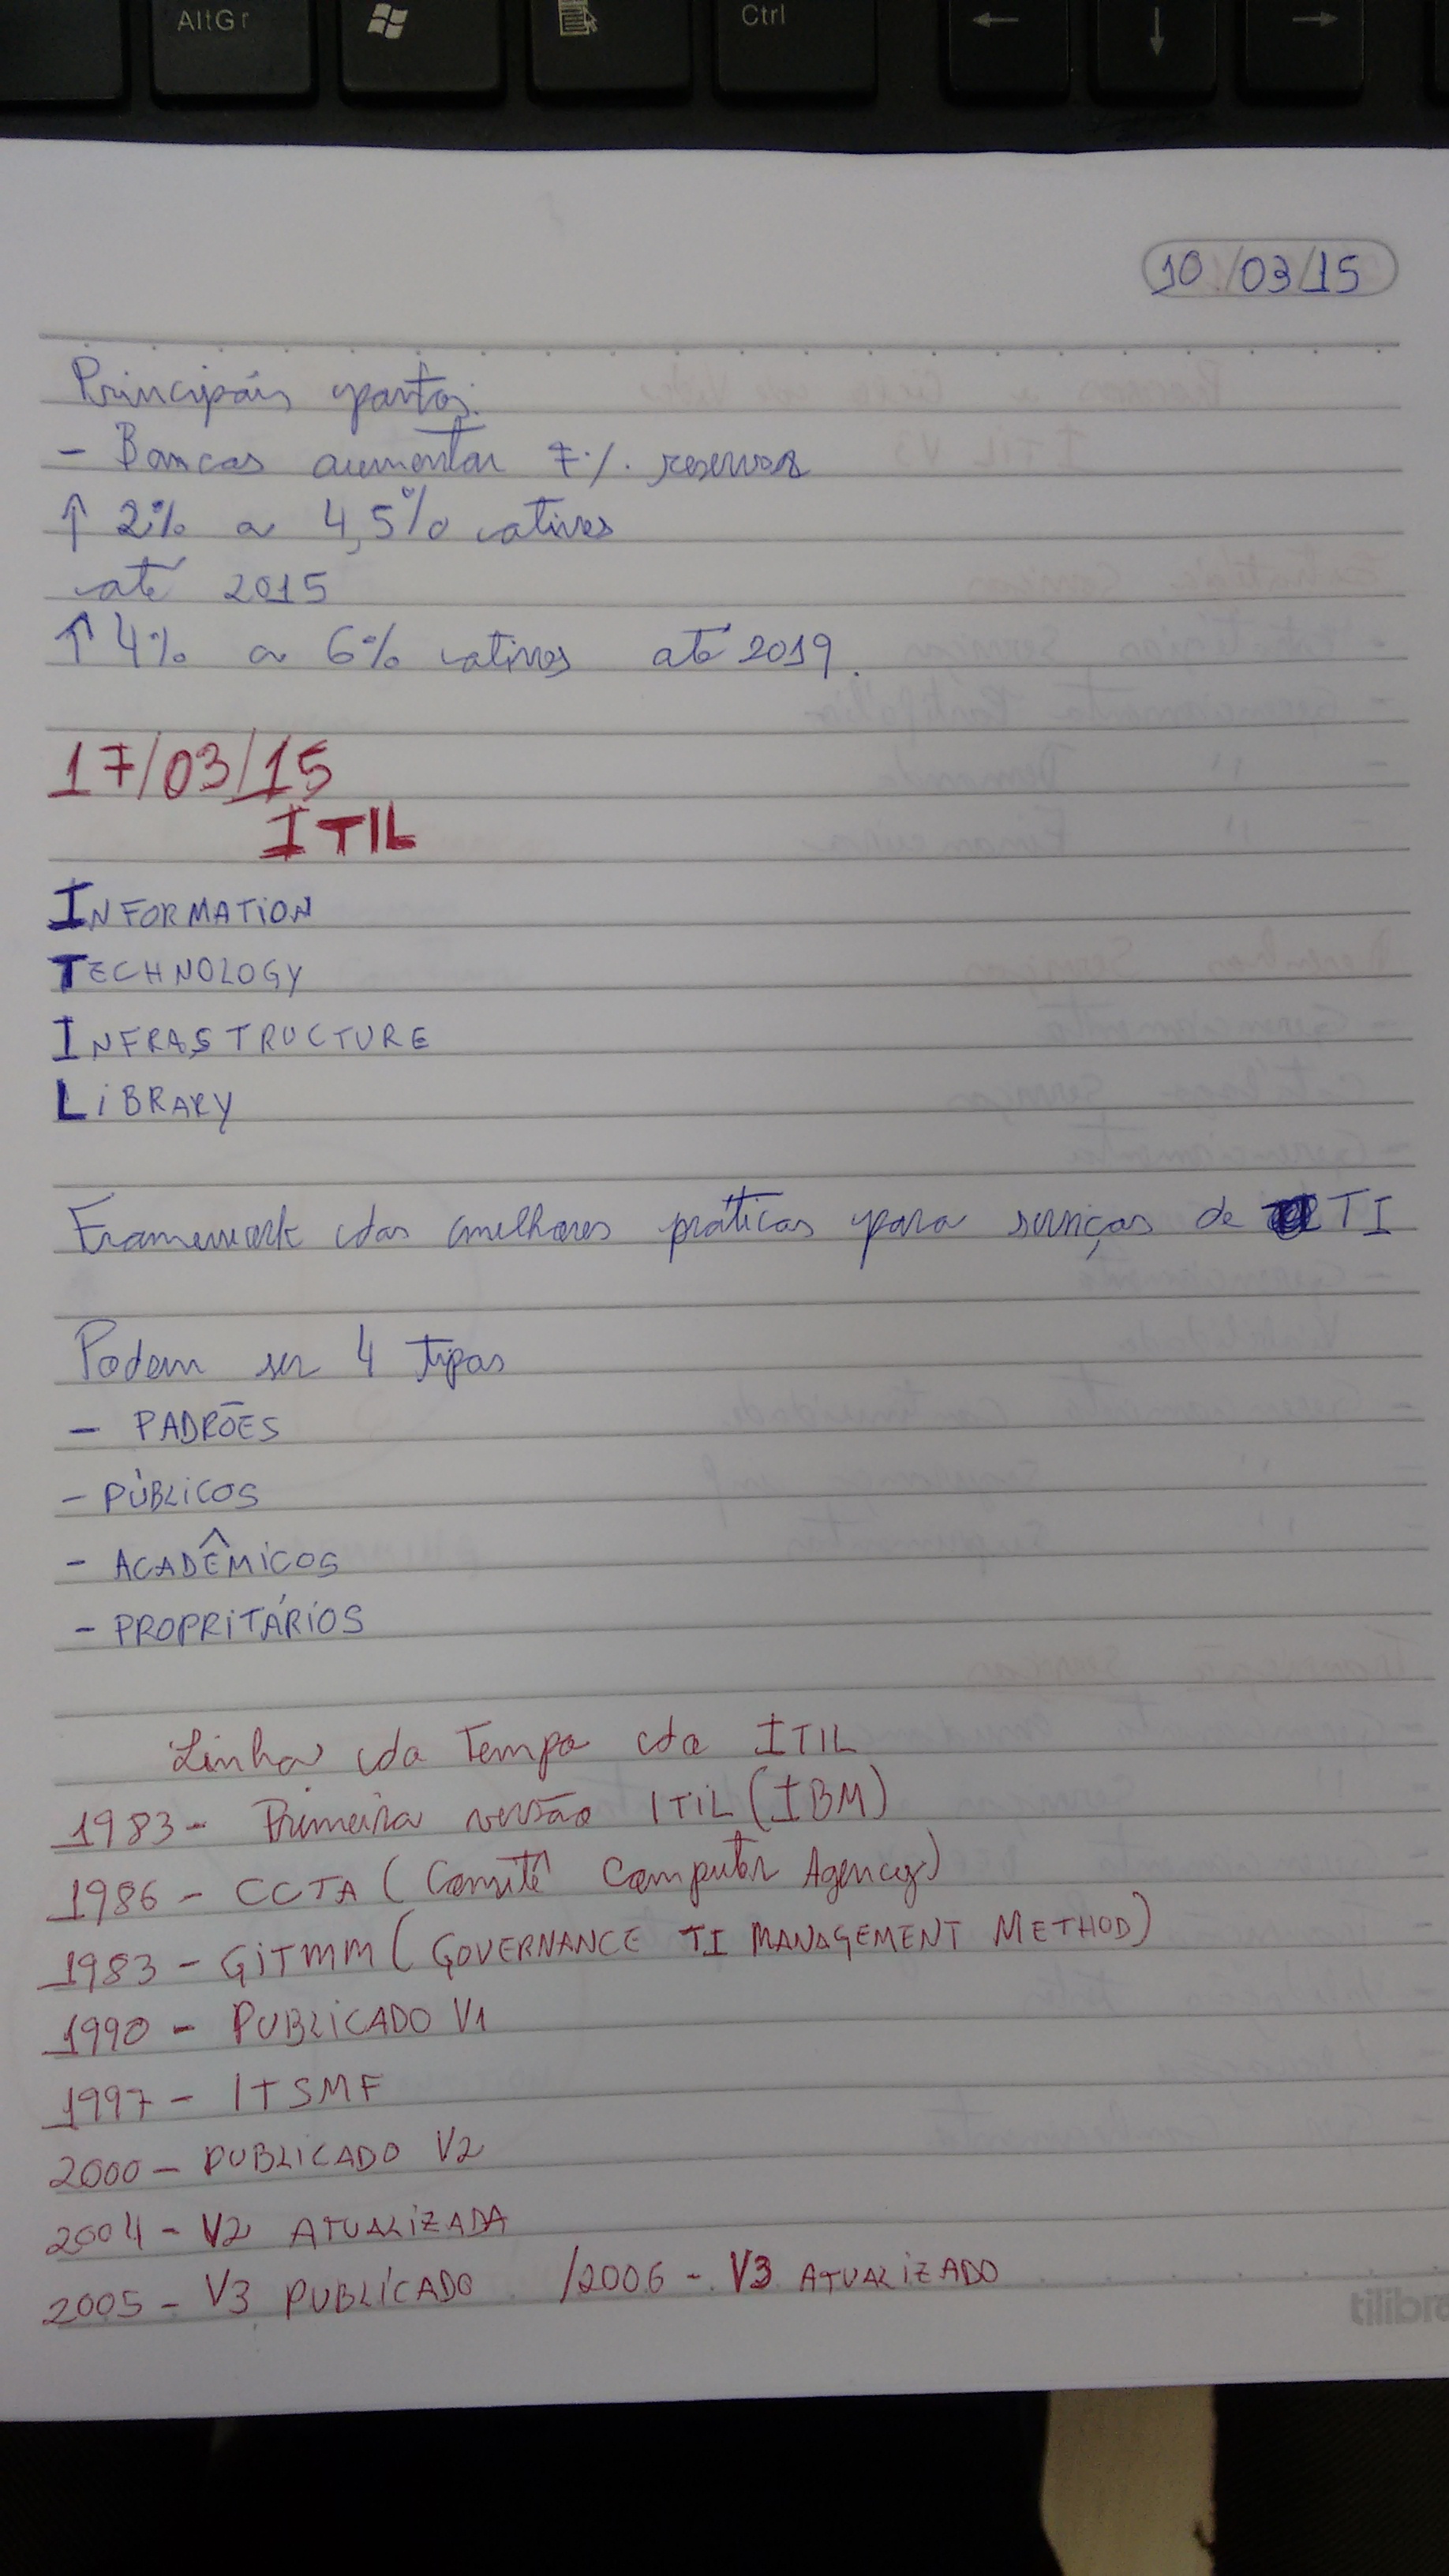 AltGr
Ctrl
10/03/15
Principáis pontos:
- Bancos aumentar 7% reservas
↑ 2% a 4,5% ativos
até 2015
↑ 4% a 6% ativos até 2019.
17/03/15
ITIL
INFORMATION
TECHNOLOGY
INFRASTRUCTURE
LIBRARY
Framework das melhores práticas para serviços de TI
Podem ser 4 tipos
- PADRÕES
- PÚBLICOS
- ACADÊMICOS
- PROPRITÁRIOS
Linha do Tempo da ITIL
1983 - Primeira versão ITIL (IBM)
1986 - CCTA (Comitê Computer Agency)
1983 - GITMM (GOVERNANCE TI MANAGEMENT METHOD)
1990 - PUBLICADO V1
1997 - ITSMF
2000 - PUBLICADO V2
2004 - V2 ATUALIZADA
2005 - V3 PUBLICADO /2006 - V3 ATUALIZADO